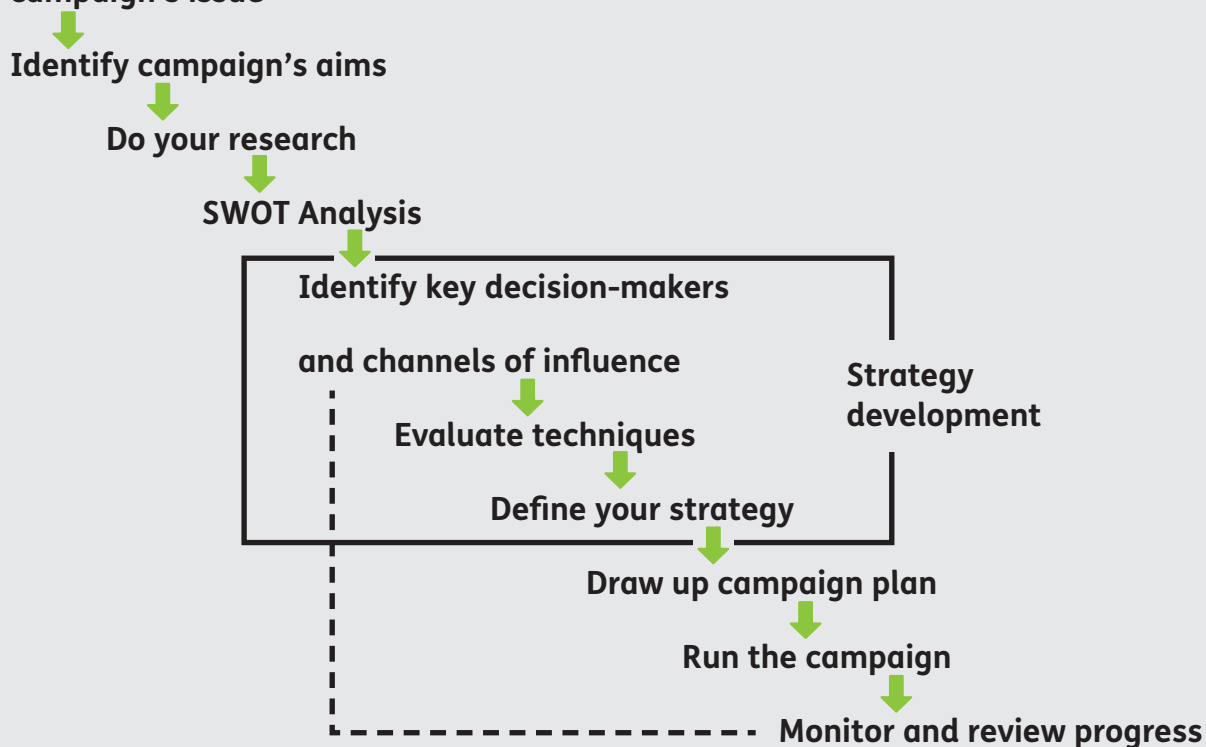 Identify campaign’s aims
Do your research
SWOT Analysis
Identify key decision-makers
and channels of influence
Strategy
development
Evaluate techniques
Define your strategy
Draw up campaign plan
Run the campaign
Monitor and review progress